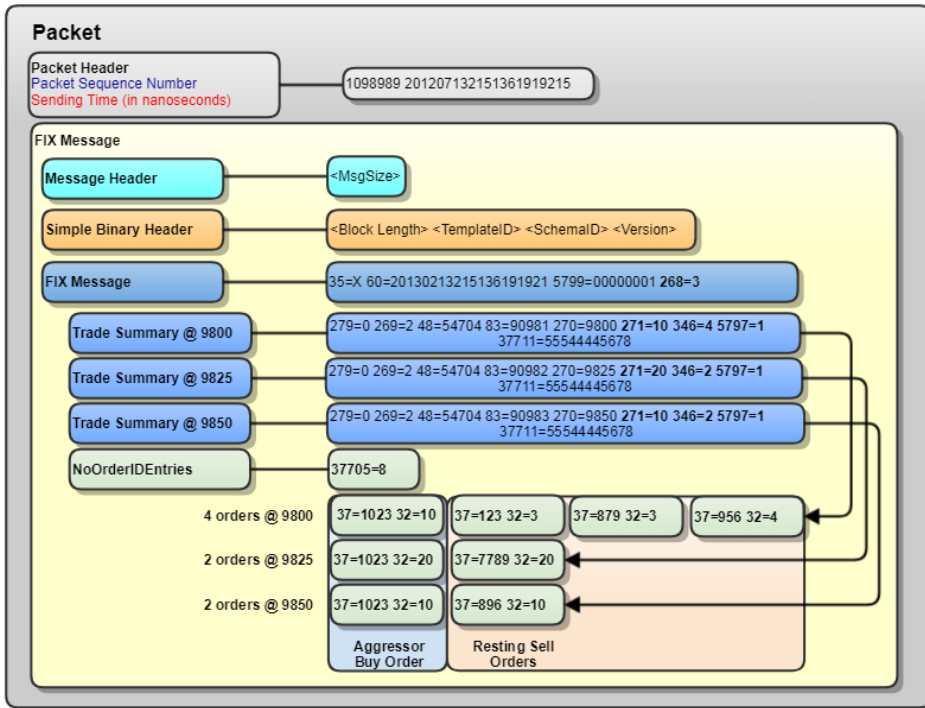 Packet
Packet Header
Packet Sequence Number
Sending Time (in nanoseconds)
1098989 201207132151361919215
FIX Message
Message Header
<MsgSize>
Simple Binary Header
<Block Length> <TemplateID> <SchemaID> <Version>
FIX Message
35=X 60=20130213215136191921 5799=00000001 268=3
Trade Summary @ 9800
279=0 269=2 48=54704 83=90981 270=9800 271=10 346=4 5797=1
37711=55544445678
Trade Summary @ 9825
279=0 269=2 48=54704 83=90982 270=9825 271=20 346=2 5797=1
37711=55544445678
Trade Summary @ 9850
279=0 269=2 48=54704 83=90983 270=9850 271=10 346=2 5797=1
37711=55544445678
NoOrderIDEntries
37705=8
4 orders @ 9800
37=1023 32=10
37=123 32=3
37=879 32=3
37=956 32=4
2 orders @ 9825
37=1023 32=20
37=7789 32=20
2 orders @ 9850
37=1023 32=10
37=896 32=10
Aggressor
Buy Order
Resting Sell
Orders